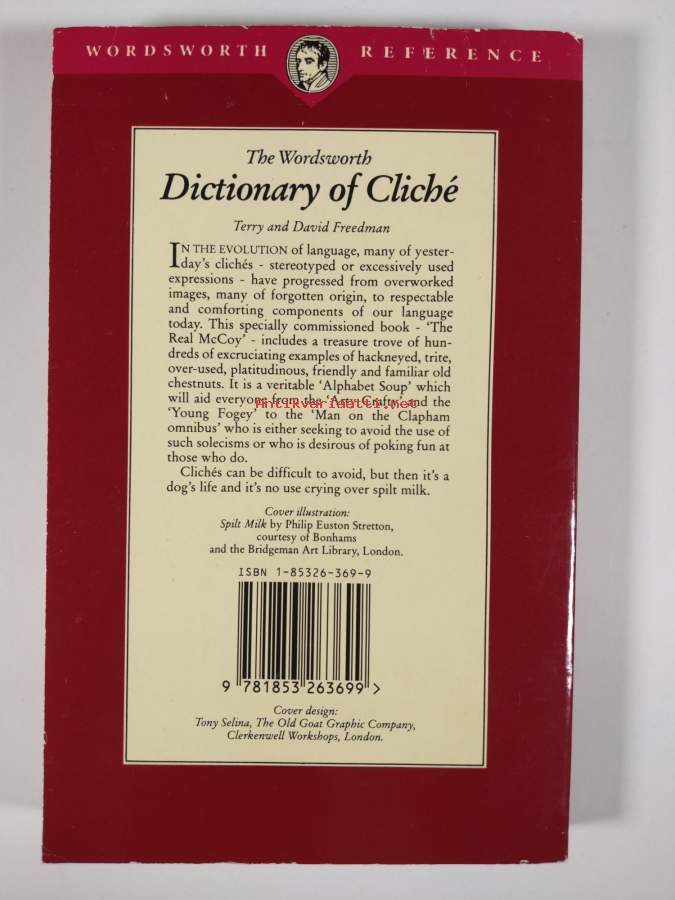 WORDSWORTH REFERENCE
The Wordsworth
Dictionary of Cliché
Terry and David Freedman
IN THE EVOLUTION of language, many of yester-
day's clichés - stereotyped or excessively used
expressions - have progressed from overworked
images, many of forgotten origin, to respectable
and comforting components of our language
today. This specially commissioned book - 'The
Real McCoy' - includes a treasure trove of hun-
dreds of excruciating examples of hackneyed, trite,
over-used, platitudinous, friendly and familiar old
chestnuts. It is a veritable 'Alphabet Soup' which
will aid everyone from the 'Arty Crafty' and the
Antikvariaatti.net
'Young Fogey' to the 'Man on the Clapham
omnibus' who is either seeking to avoid the use of
such solecisms or who is desirous of poking fun at
those who do.
Clichés can be difficult to avoid, but then it's a
dog's life and it's no use crying over spilt milk.
Cover illustration:
Spilt Milk by Philip Euston Stretton,
courtesy of Bonhams
and the Bridgeman Art Library, London.
ISBN 1-85326-369-9
9 781853 263699 >
Cover design:
Tony Selina, The Old Goat Graphic Company,
Clerkenwell Workshops, London.